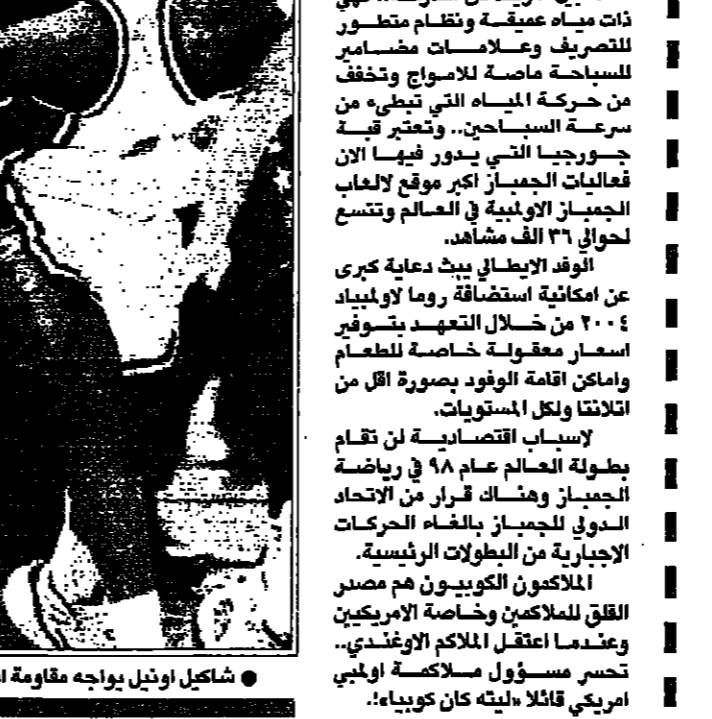 ذات مياه عميقة ونظام متطور
للتصريف وعلامات مضامير
للسباحة ماصة للامواج وتخفف
من حركة المياه التي تبطىء من
سرعة السباحين.. وتعتبر قبة
جورجيا التي يدور فيها الان
فعاليات الجمباز اكبر موقع لالعاب
الجمباز الاولمبية في العالم وتتسع
لحوالي ٣٦ الف مشاهد.
الوفد الايطالي يبث دعاية كبرى
عن امكانية استضافة روما لاولمبياد
٢٠٠٤ من خلال التعهد بتوفير
اسعار معقولة خاصة للطعام
واماكن اقامة الوفود بصورة اقل من
اتلانتا ولكل المستويات.
لاسباب اقتصادية لن تقام
بطولة العالم عام ٩٨ في رياضة
الجمباز وهناك قرار من الاتحاد
الدولي للجمباز بالغاء الحركات
الاجبارية من البطولات الرئيسية.
الملاكمون الكوبيون هم مصدر
القلق للملاكمين وخاصة الامريكيين
وعندما اعتقل الملاكم الاوغندي..
تحسر مسؤول ملاكمة اولمبي
امريكي قائلا «ليته كان كوبيا»!.
● شاكيل اونيل يواجه مقاومة